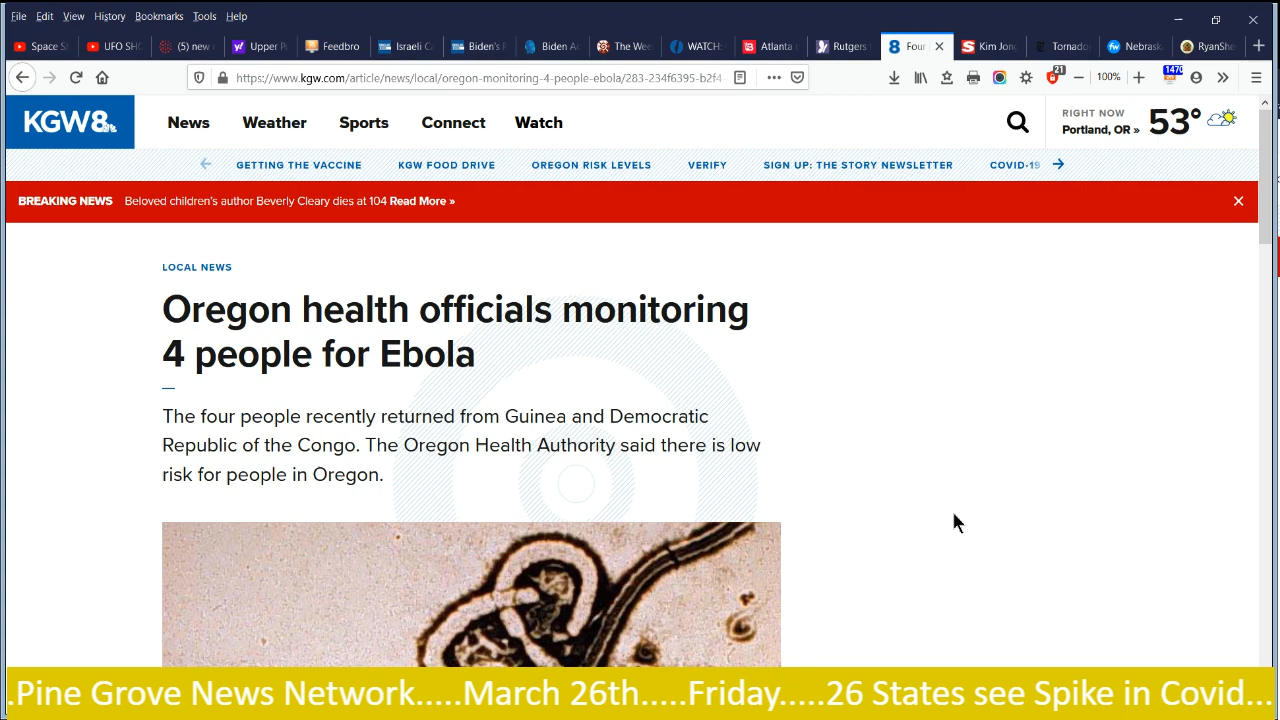 File Edit View History Bookmarks Tools Help
Space S (5) new UFO SHO Upper P Feedbro Israeli C Biden's Biden A The Wee WATCH: Atlanta Rutgers Four Kim Jong Tornado Nebrask RyanShe
https://www.kgw.com/article/news/local/oregon-monitoring-4-people-ebola/283-234f6395-b2f4 21 100% 1470
KGW8 News Weather Sports Connect Watch RIGHT NOW Portland, OR » 53°
GETTING THE VACCINE KGW FOOD DRIVE OREGON RISK LEVELS VERIFY SIGN UP: THE STORY NEWSLETTER COVID-19
BREAKING NEWS Beloved children's author Beverly Cleary dies at 104 Read More »
LOCAL NEWS
Oregon health officials monitoring
4 people for Ebola
The four people recently returned from Guinea and Democratic
Republic of the Congo. The Oregon Health Authority said there is low
risk for people in Oregon.
.Pine Grove News Network.....March 26th.....Friday.....26 States see Spike in Covid...